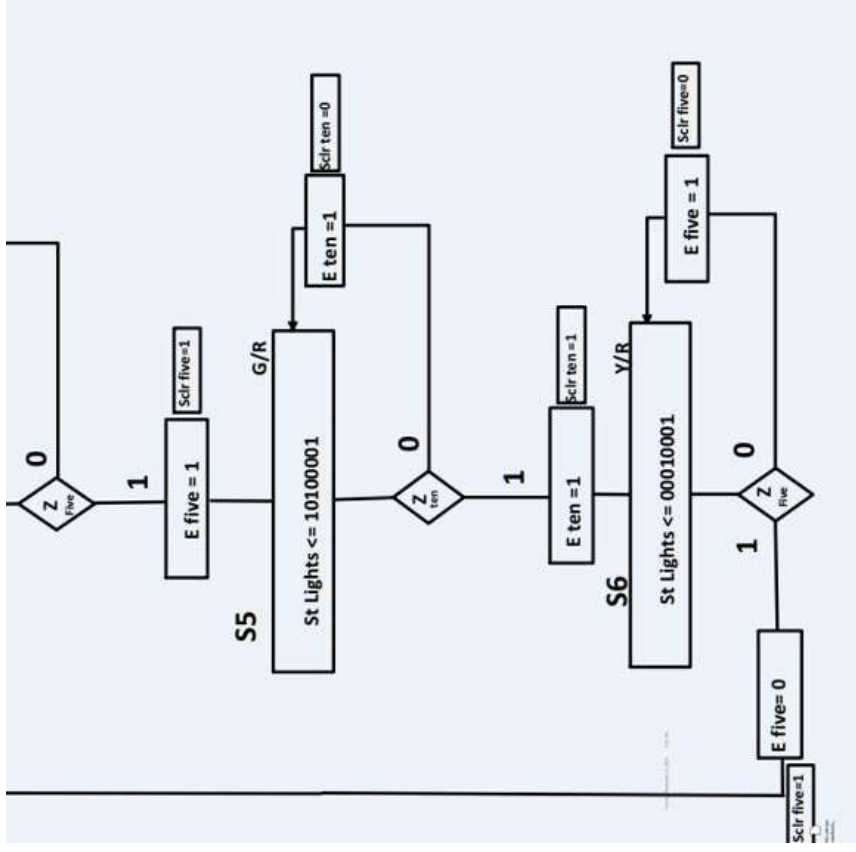 0
Z
Five
1
E five = 1
Sclr five=1
S5
G/R
St Lights <= 10100001
E ten =1
Sclr ten =0
0
Z
ten
1
E ten =1
Sclr ten =1
S6
Y/R
St Lights <= 00010001
E five = 1
Sclr five=0
0
Z
Five
1
E five= 0
Sclr five=1